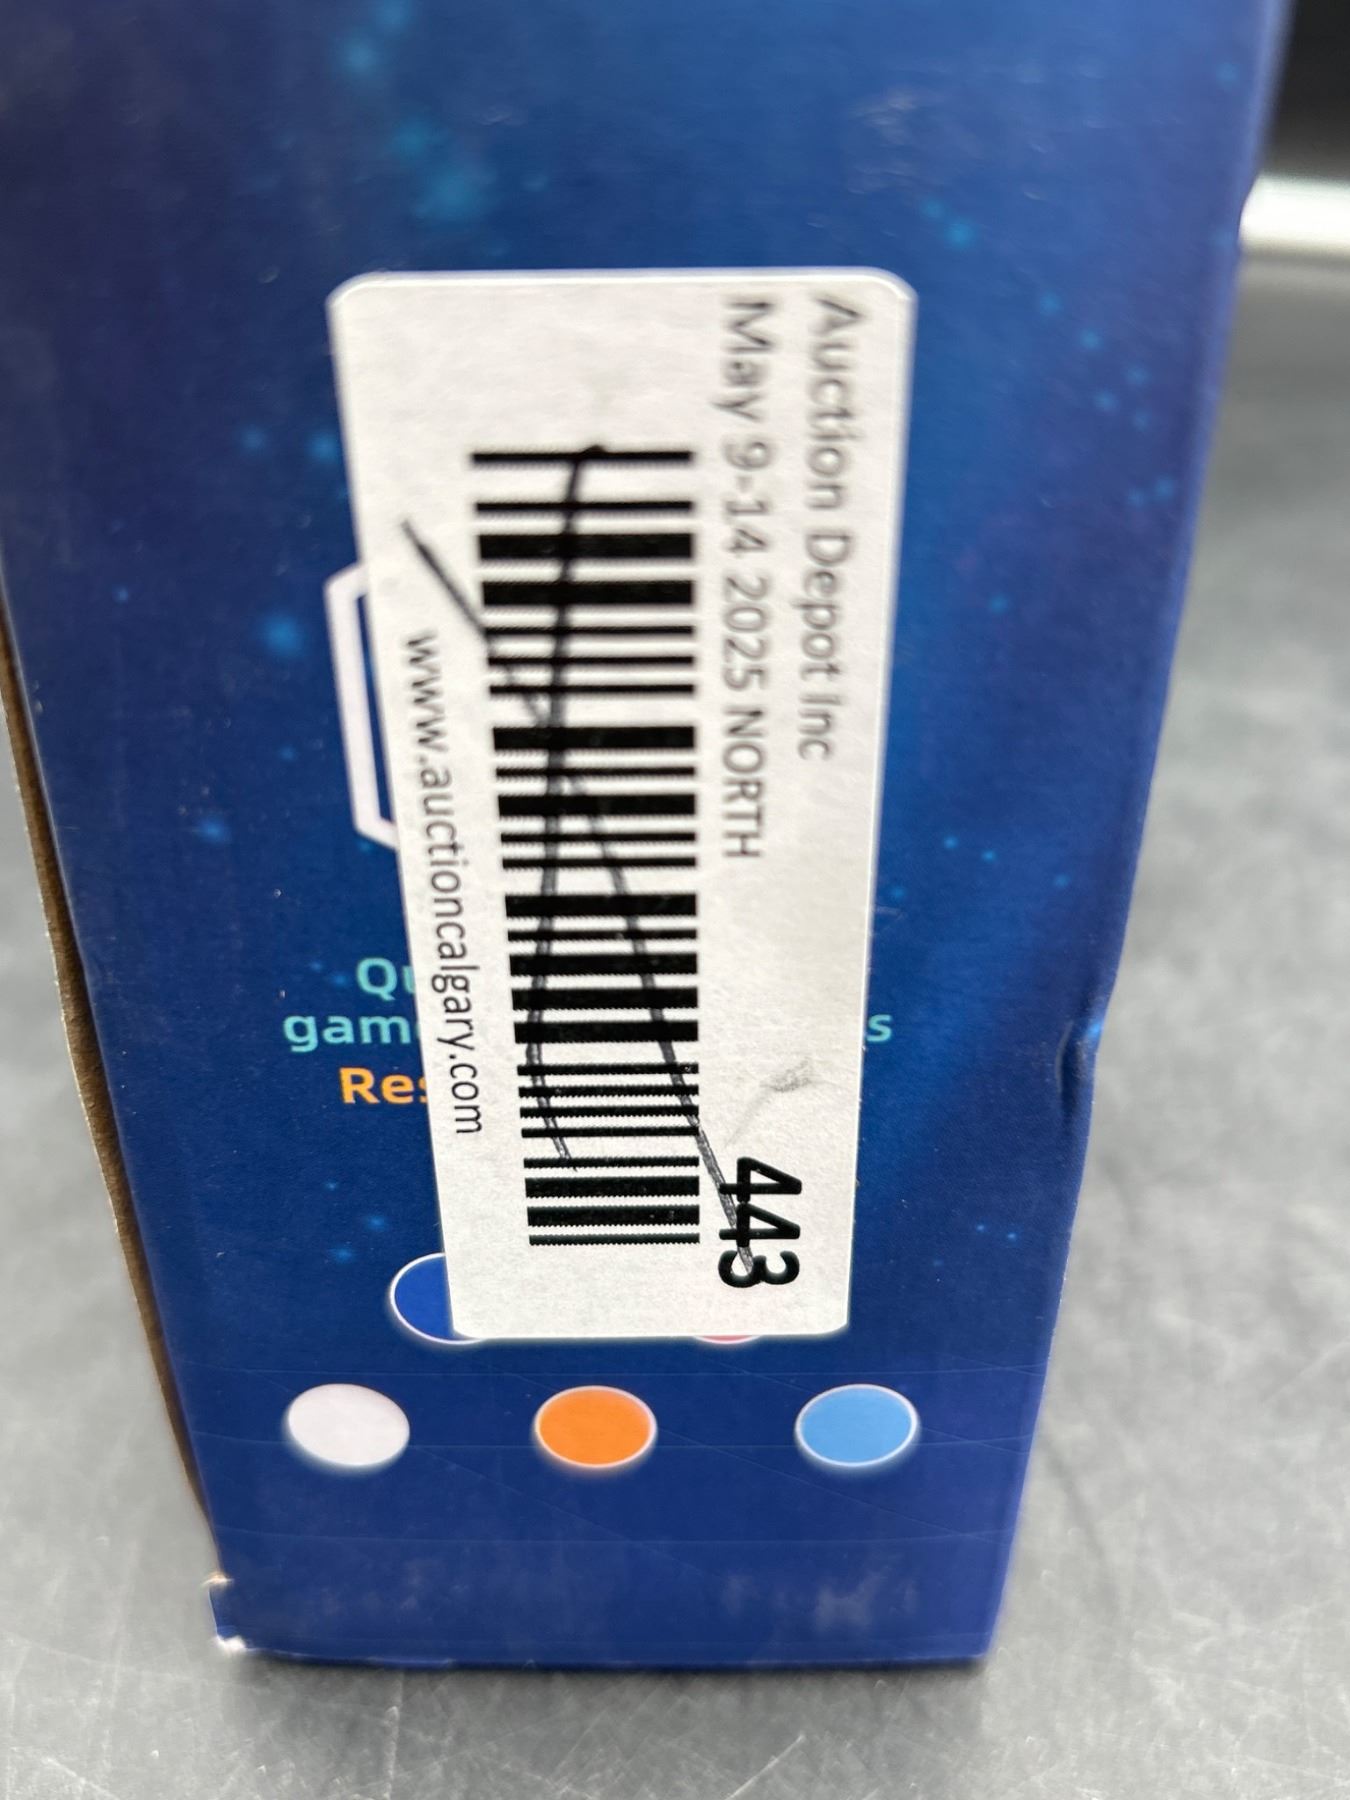 Auction Depot Inc
May 9-14 2025 NORTH
443
www.auctioncalgary.com